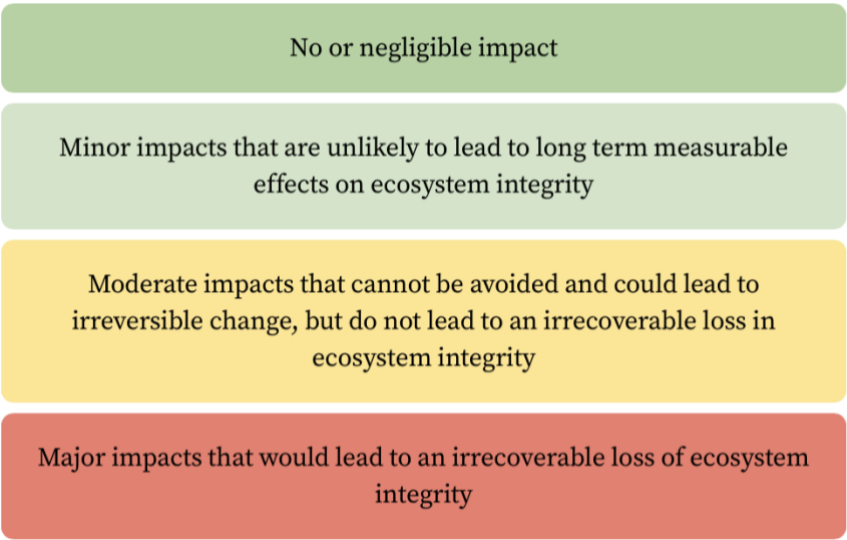 No or negligible impact
Minor impacts that are unlikely to lead to long term measurable
effects on ecosystem integrity
Moderate impacts that cannot be avoided and could lead to
irreversible change, but do not lead to an irrecoverable loss in
ecosystem integrity
Major impacts that would lead to an irrecoverable loss of ecosystem
integrity